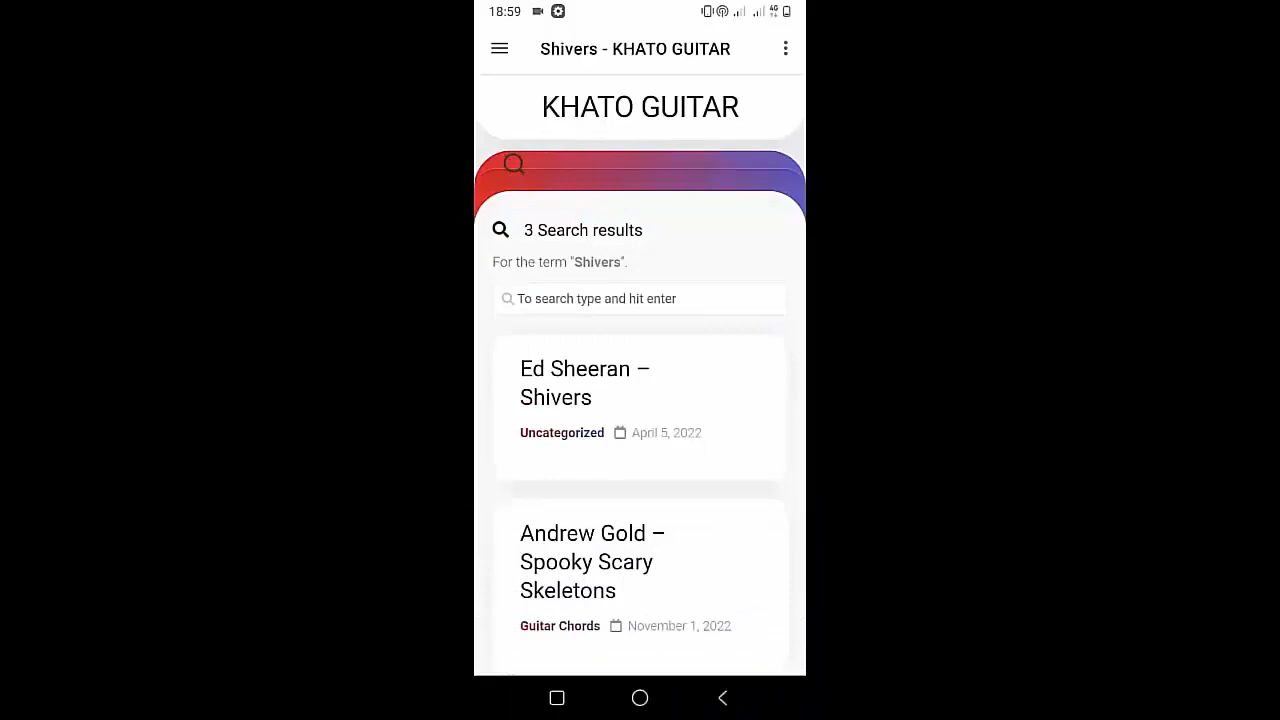 18:59
4G
Shivers - KHATO GUITAR
KHATO GUITAR
3 Search results
For the term "Shivers".
To search type and hit enter
Ed Sheeran –
Shivers
Uncategorized April 5, 2022
Andrew Gold –
Spooky Scary
Skeletons
Guitar Chords November 1, 2022